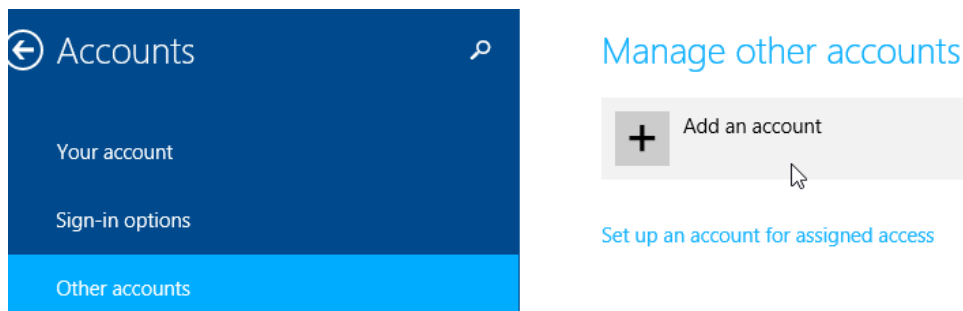 Accounts
Your account
Sign-in options
Other accounts
Manage other accounts
Add an account
Set up an account for assigned access